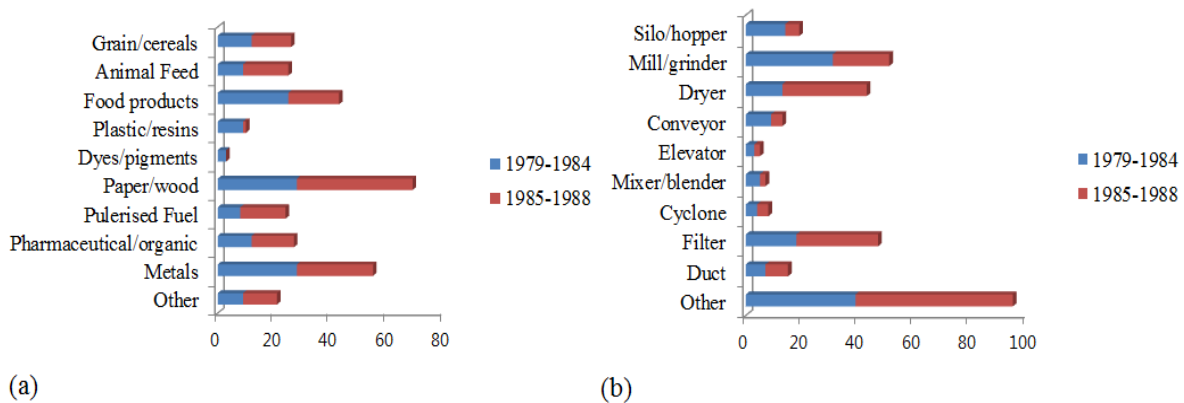 Grain/cereals
Animal Feed
Food products
Plastic/resins
Dyes/pigments
Paper/wood
Pulerised Fuel
Pharmaceutical/organic
Metals
Other
0 20 40 60 80
1979-1984
1985-1988
(a)
Silo/hopper
Mill/grinder
Dryer
Conveyor
Elevator
Mixer/blender
Cyclone
Filter
Duct
Other
0 20 40 60 80 100
1979-1984
1985-1988
(b)